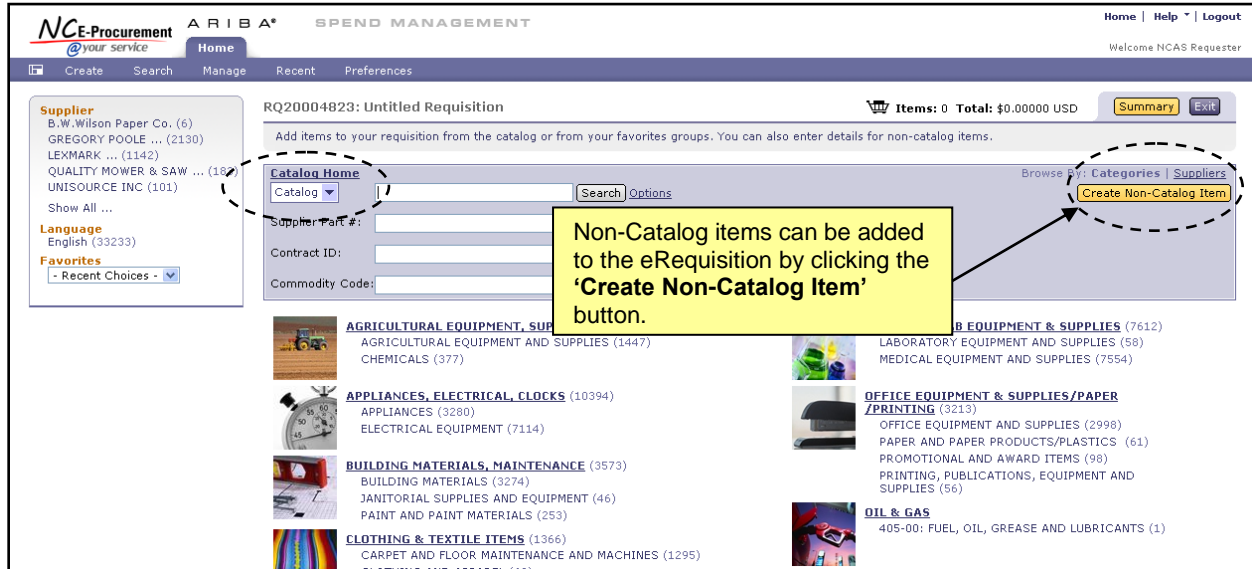 NCE-Procurement
@your service
ARIBA® SPEND MANAGEMENT
Home | Help | Logout
Home
Welcome NCAS Requester
Create Search Manage Recent Preferences
Supplier
B.W.Wilson Paper Co. (6)
GREGORY POOLE ... (2130)
LEXMARK ... (1142)
QUALITY MOWER & SAW ... (182)
UNISOURCE INC (101)
Show All ...
Language
English (33233)
Favorites
- Recent Choices -
RQ20004823: Untitled Requisition
Items: 0 Total: $0.00000 USD
Summary Exit
Add items to your requisition from the catalog or from your favorites groups. You can also enter details for non-catalog items.
Catalog Home
Browse By: Categories | Suppliers
Catalog
Search Options
Create Non-Catalog Item
Supplier Part #:
Contract ID:
Commodity Code:
Non-Catalog items can be added
to the eRequisition by clicking the
‘Create Non-Catalog Item’
button.
AGRICULTURAL EQUIPMENT, SUP
AGRICULTURAL EQUIPMENT AND SUPPLIES (1447)
CHEMICALS (377)
APPLIANCES, ELECTRICAL, CLOCKS (10394)
APPLIANCES (3280)
ELECTRICAL EQUIPMENT (7114)
BUILDING MATERIALS, MAINTENANCE (3573)
BUILDING MATERIALS (3274)
JANITORIAL SUPPLIES AND EQUIPMENT (46)
PAINT AND PAINT MATERIALS (253)
CLOTHING & TEXTILE ITEMS (1366)
CARPET AND FLOOR MAINTENANCE AND MACHINES (1295)
B EQUIPMENT & SUPPLIES (7612)
LABORATORY EQUIPMENT AND SUPPLIES (58)
MEDICAL EQUIPMENT AND SUPPLIES (7554)
OFFICE EQUIPMENT & SUPPLIES/PAPER
/PRINTING (3213)
OFFICE EQUIPMENT AND SUPPLIES (2998)
PAPER AND PAPER PRODUCTS/PLASTICS (61)
PROMOTIONAL AND AWARD ITEMS (98)
PRINTING, PUBLICATIONS, EQUIPMENT AND
SUPPLIES (56)
OIL & GAS
405-00: FUEL, OIL, GREASE AND LUBRICANTS (1)